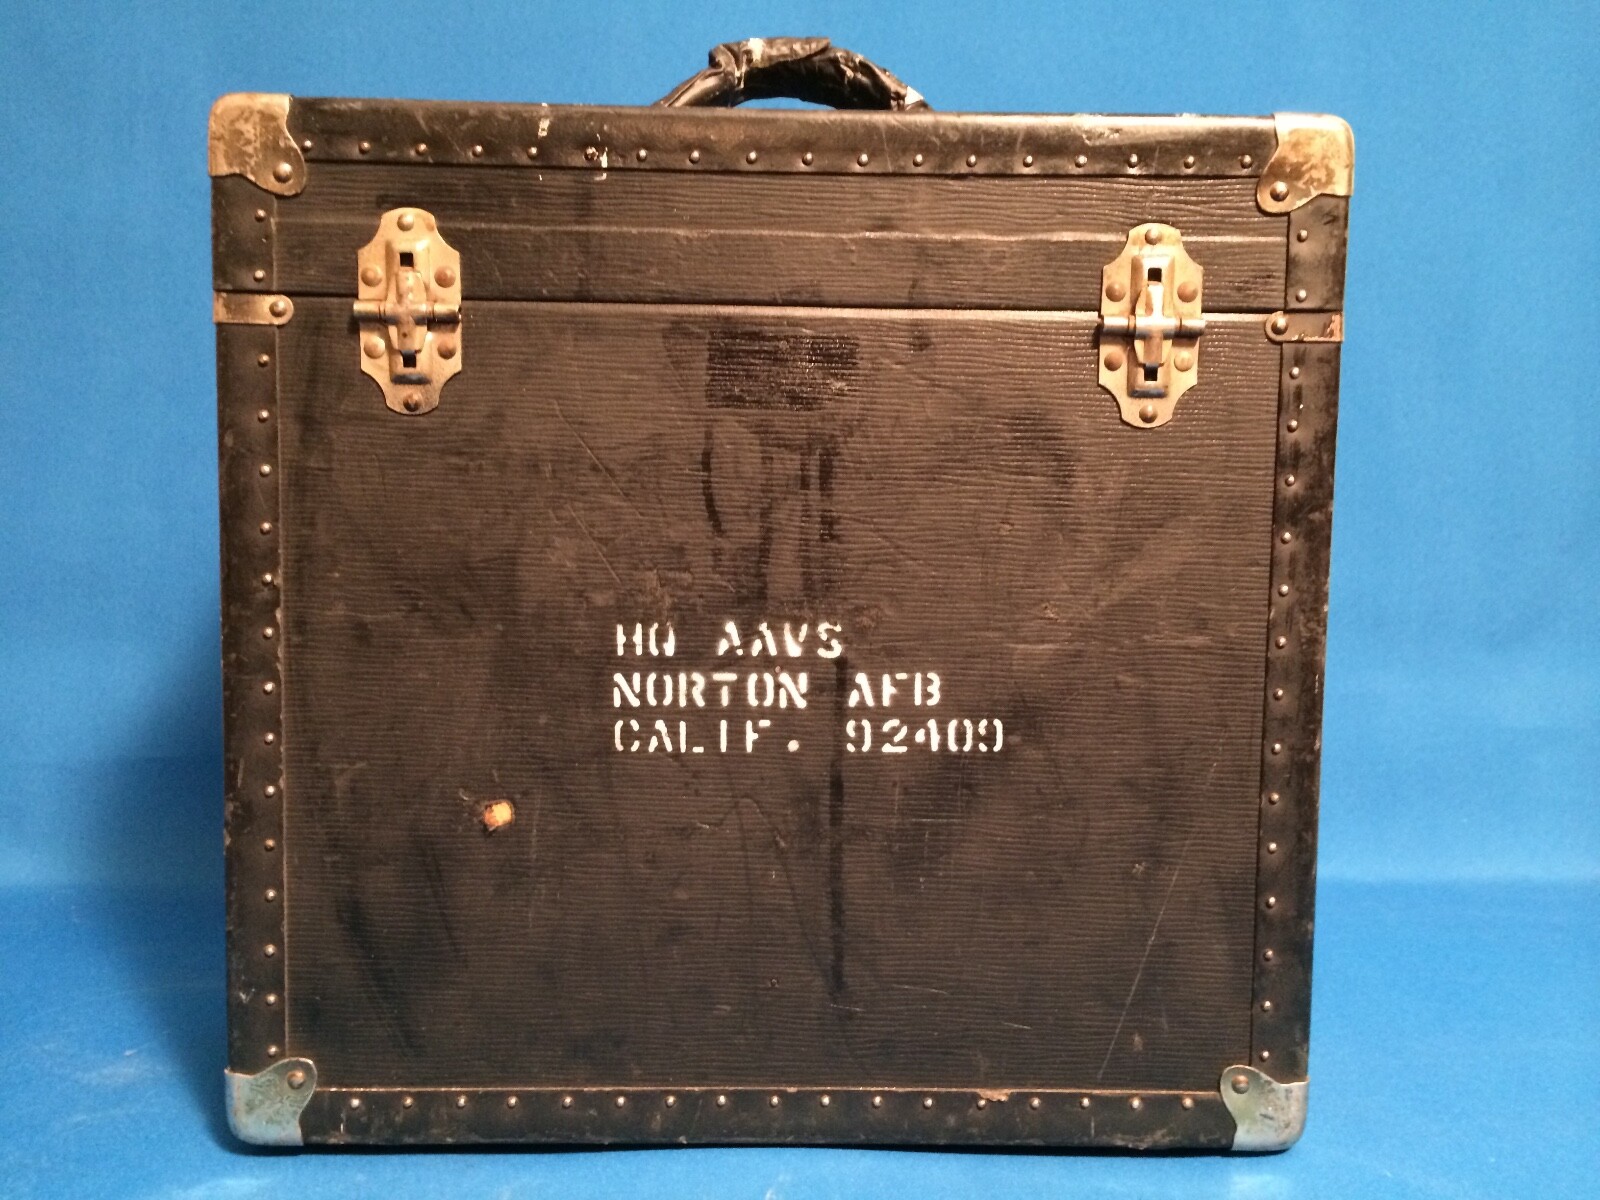 HQ AAVS
NORTON AFB
CALIF. 92409